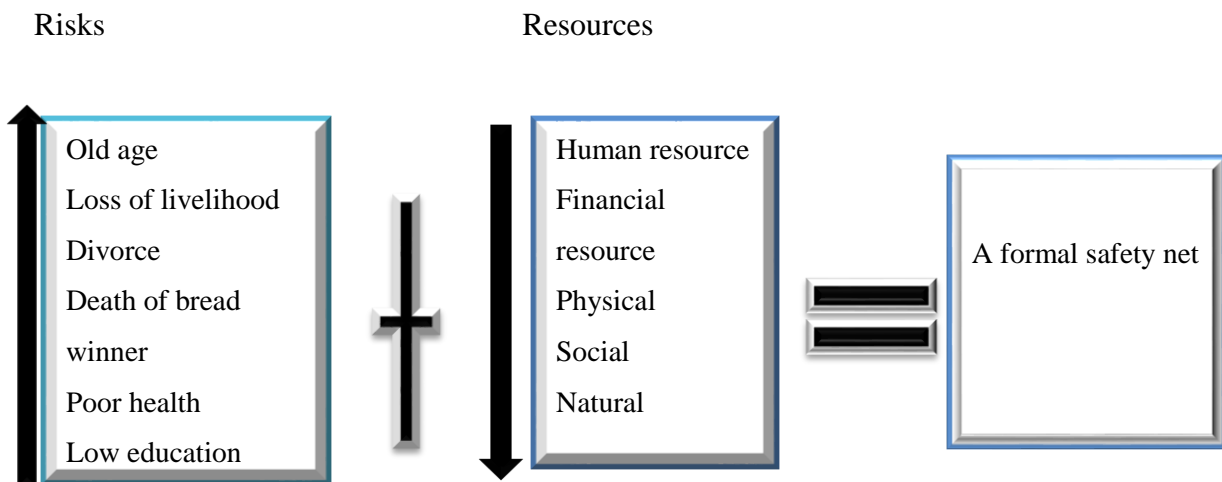 Risks
Resources
Old age
Loss of livelihood
Divorce
Death of bread
winner
Poor health
Low education
Human resource
Financial
resource
Physical
Social
Natural
A formal safety net